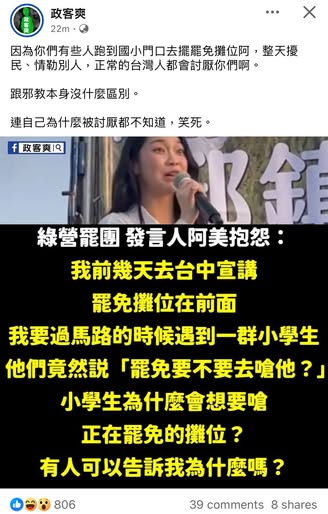 政客爽
22m
因為你們有些人跑到國小門口去擺罷免攤位阿，整天擾
民、情勒別人，正常的台灣人都會討厭你們啊。
跟邪教本身沒什麼區別。
連自己為什麼被討厭都不知道，笑死。
政客爽
鄧鎮
綠營罷團 發言人阿美抱怨：
我前幾天去台中宣講
罷免攤位在前面
我要過馬路的時候遇到一群小學生
他們竟然説「罷免要不要去嗆他？」
小學生為什麼會想要嗆
正在罷免的攤位？
有人可以告訴我為什麼嗎？
806
39 comments 8 shares